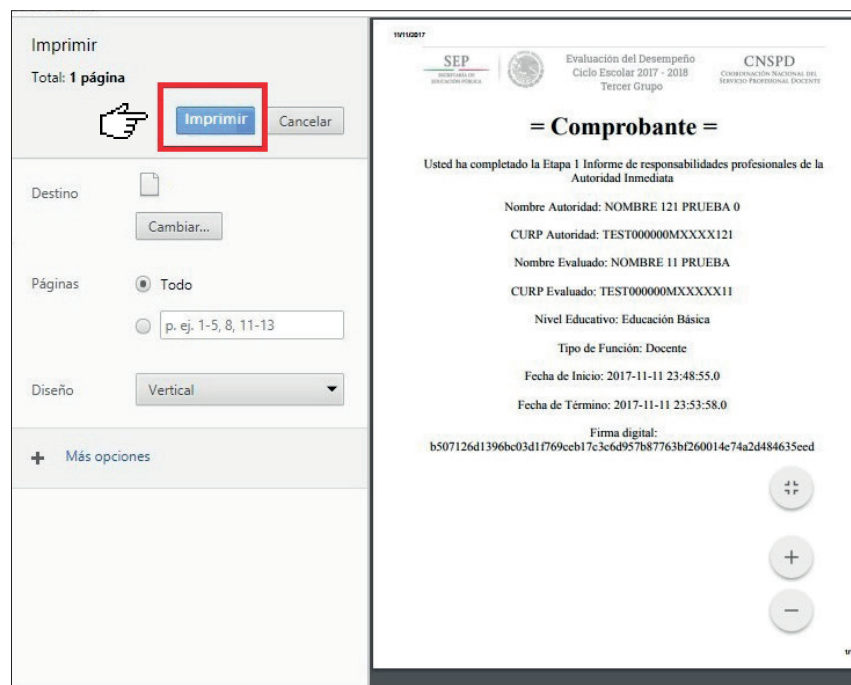 Imprimir
Total: 1 página
Imprimir
Cancelar
Destino
Cambiar...
Páginas
Todo
p. ej. 1-5, 8, 11-13
Diseño
Vertical
Más opciones
11/11/2017
SEP
SECRETARÍA DE
EDUCACIÓN PÚBLICA
Evaluación del Desempeño
Ciclo Escolar 2017 - 2018
Tercer Grupo
CNSPD
COORDINACIÓN NACIONAL DEL
SERVICIO PROFESIONAL DOCENTE
= Comprobante =
Usted ha completado la Etapa 1 Informe de responsabilidades profesionales de la
Autoridad Inmediata
Nombre Autoridad: NOMBRE 121 PRUEBA 0
CURP Autoridad: TEST000000MXXXX121
Nombre Evaluado: NOMBRE 11 PRUEBA
CURP Evaluado: TEST000000MXXXXX11
Nivel Educativo: Educación Básica
Tipo de Función: Docente
Fecha de Inicio: 2017-11-11 23:48:55.0
Fecha de Término: 2017-11-11 23:53:58.0
Firma digital:
b507126d1396bc03d1f769ceb17c3c6d957b87763bf260014e74a2d484635eed